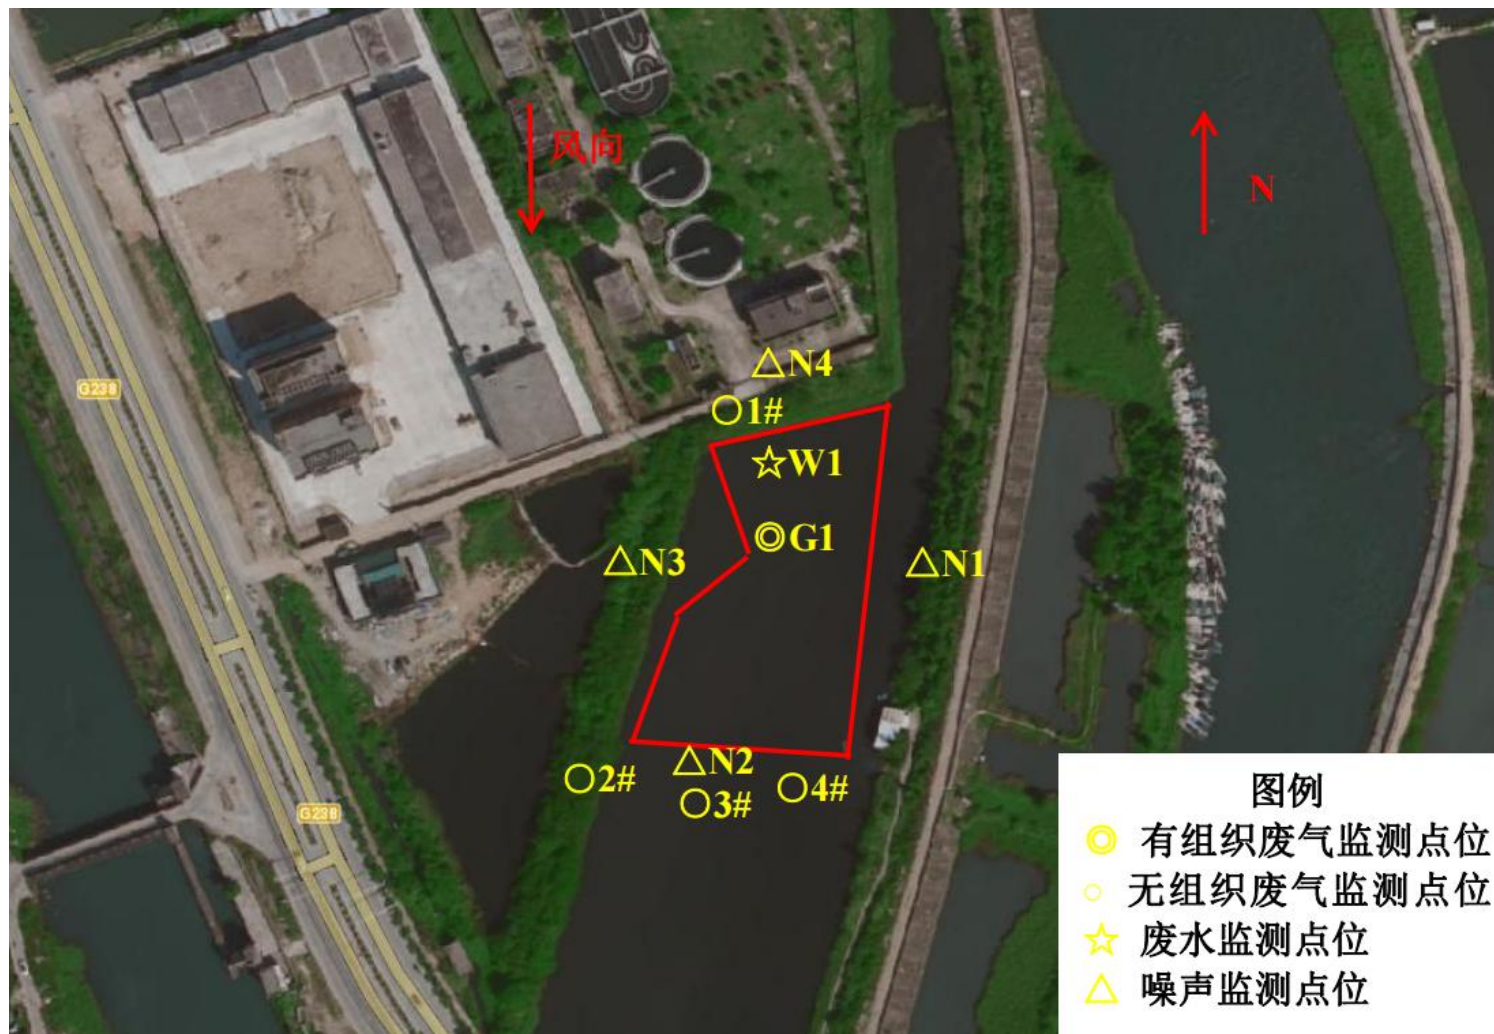 风向
N
G238
△N4
○1#
☆W1
◎G1
△N3
△N1
△N2
○2#
○3#
○4#
G238
图例
◎ 有组织废气监测点位
○ 无组织废气监测点位
☆ 废水监测点位
△ 噪声监测点位